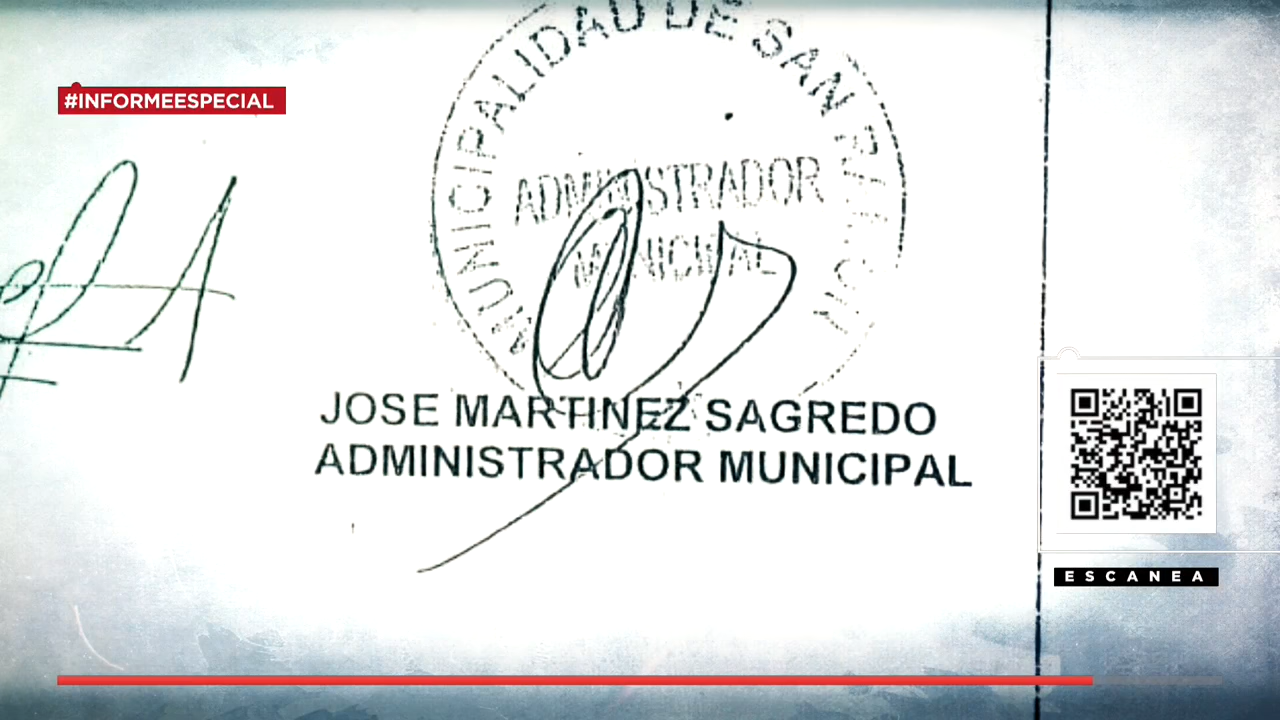 #INFORMEESPECIAL
MUNICIPALIDAD DE SAN
ADMINISTRADOR
MUNICIPAL
JOSE MARTINEZ SAGREDO
ADMINISTRADOR MUNICIPAL
ESCANEA